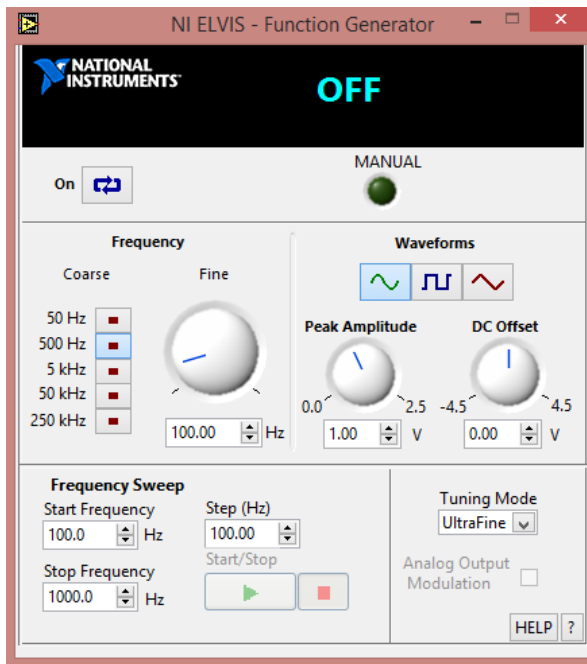 NI ELVIS - Function Generator
NATIONAL
INSTRUMENTS™
OFF
On
MANUAL
Frequency
Coarse
Fine
50 Hz
500 Hz
5 kHz
50 kHz
250 kHz
100.00 Hz
Waveforms
Peak Amplitude
0.0 2.5
1.00 V
DC Offset
-4.5 4.5
0.00 V
Frequency Sweep
Start Frequency
100.0 Hz
Step (Hz)
100.00
Stop Frequency
1000.0 Hz
Start/Stop
Tuning Mode
UltraFine
Analog Output
Modulation
HELP ?